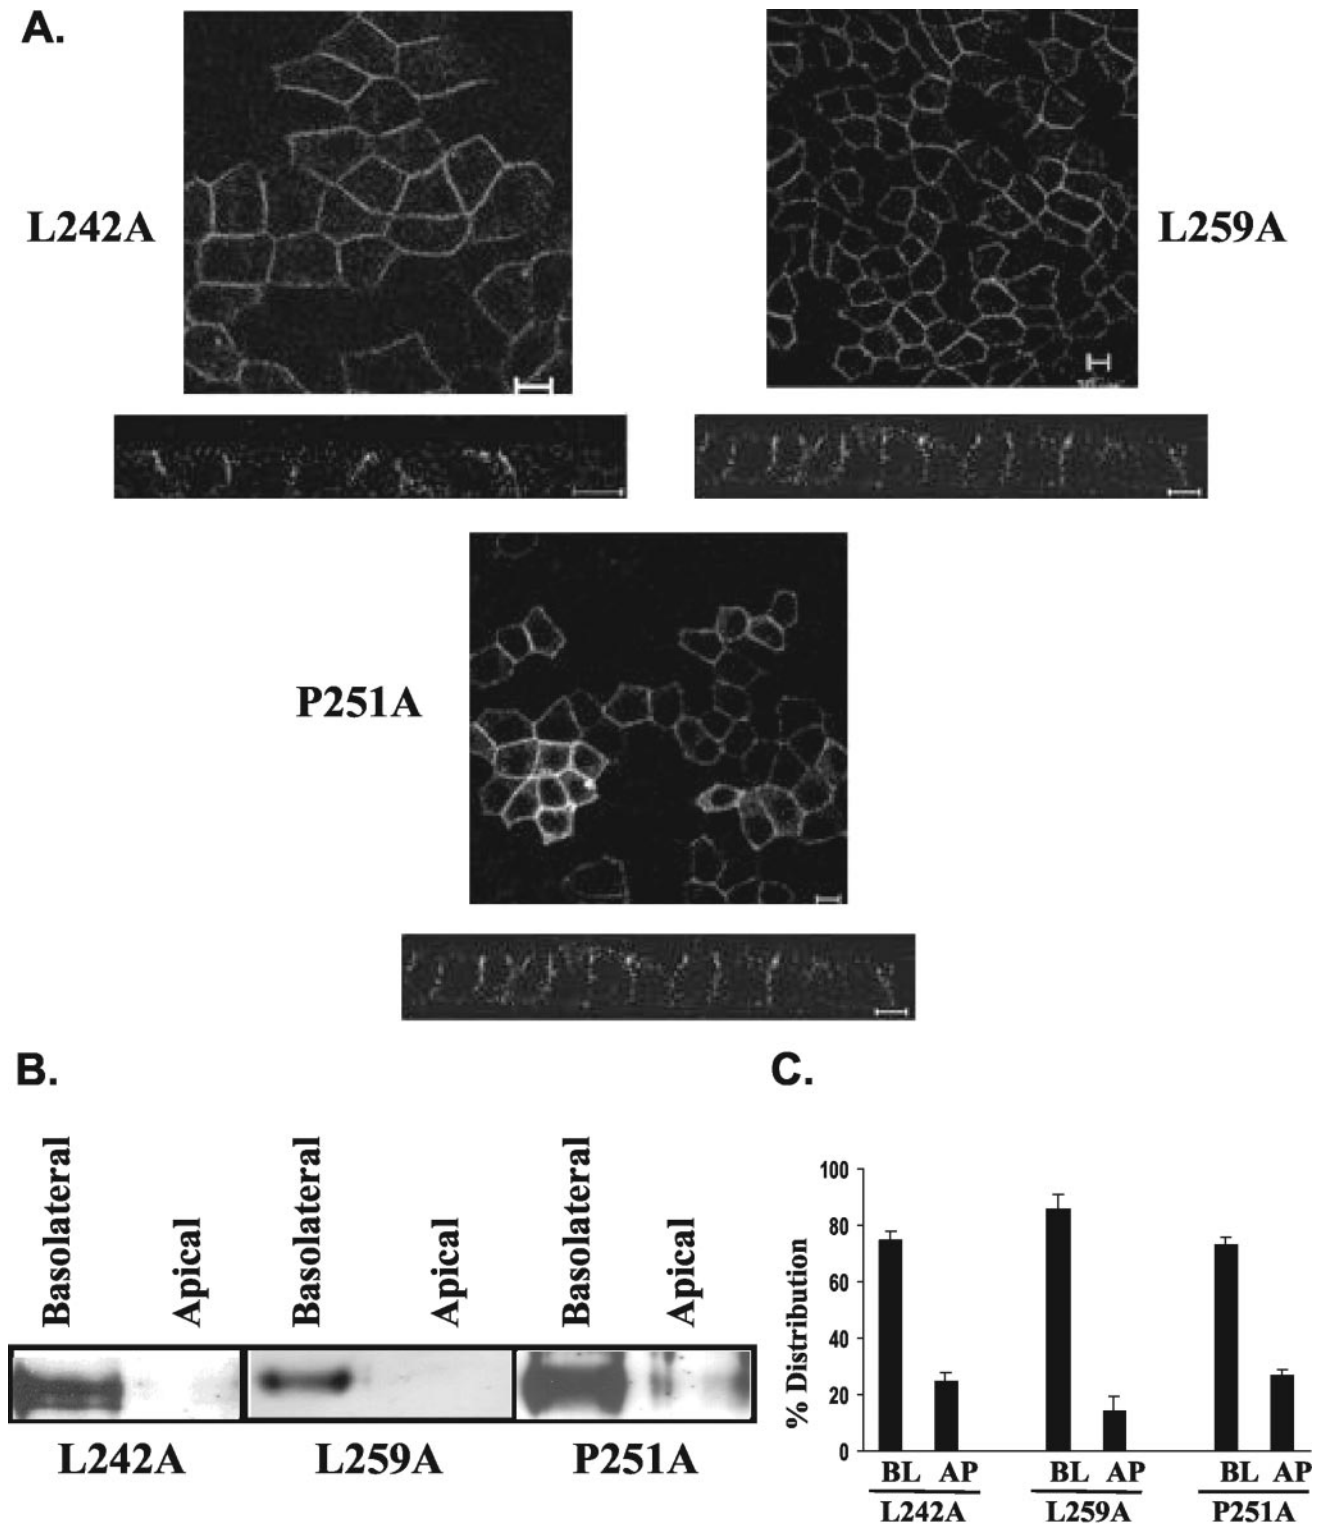 A.
L242A
L259A
P251A
B.
C.
Basolateral
Apical
Basolateral
Apical
Basolateral
Apical
L242A
L259A
P251A
% Distribution
100
80
60
40
20
0
BL AP
BL AP
BL AP
L242A
L259A
P251A